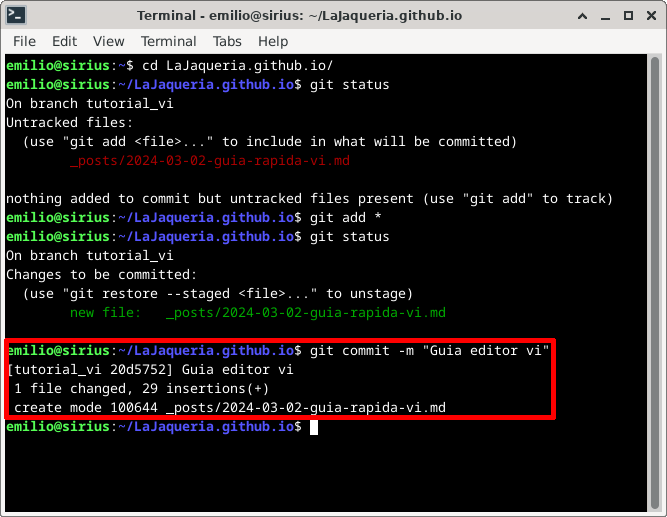 Terminal - emilio@sirius: ~/LaJaqueria.github.io
File Edit View Terminal Tabs Help
emilio@sirius:~$ cd LaJaqueria.github.io/
emilio@sirius:~/LaJaqueria.github.io$ git status
On branch tutorial_vi
Untracked files:
  (use "git add <file>..." to include in what will be committed)
        _posts/2024-03-02-guia-rapida-vi.md

nothing added to commit but untracked files present (use "git add" to track)
emilio@sirius:~/LaJaqueria.github.io$ git add *
emilio@sirius:~/LaJaqueria.github.io$ git status
On branch tutorial_vi
Changes to be committed:
  (use "git restore --staged <file>..." to unstage)
        new file:   _posts/2024-03-02-guia-rapida-vi.md

emilio@sirius:~/LaJaqueria.github.io$ git commit -m "Guia editor vi"
[tutorial_vi 20d5752] Guia editor vi
 1 file changed, 29 insertions(+)
 create mode 100644 _posts/2024-03-02-guia-rapida-vi.md
emilio@sirius:~/LaJaqueria.github.io$